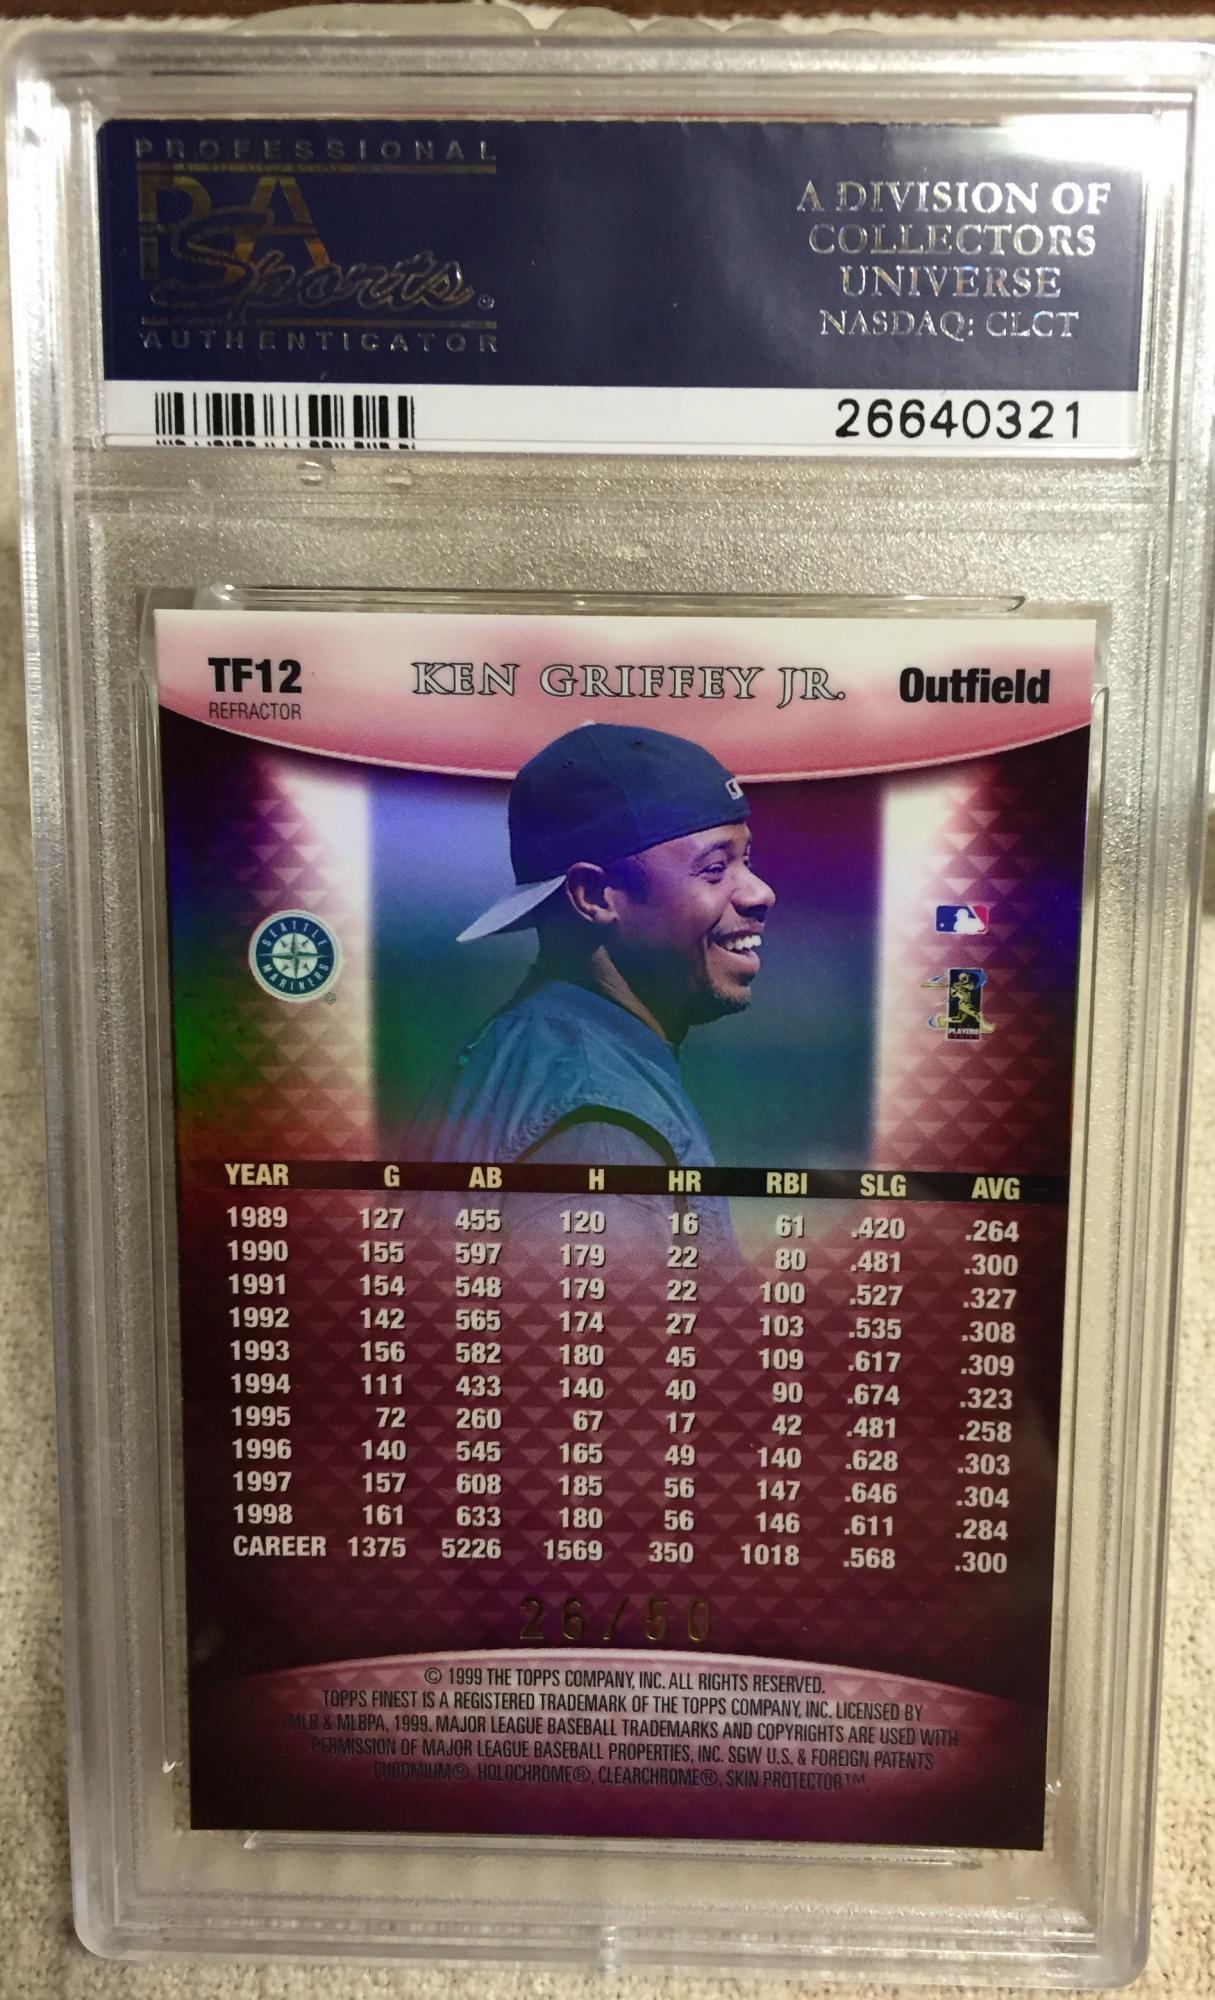 PROFESSIONAL
PSA
Sports
AUTHENTICATOR
A DIVISION OF
COLLECTORS
UNIVERSE
NASDAQ: CLCT
26640321
TF12 KEN GRIFFEY JR. Outfield
REFRACTOR
SEATTLE
MARINERS
PLAYERS
YEAR G AB H HR RBI SLG AVG
1989 127 455 120 16 61 .420 .264
1990 155 597 179 22 80 .481 .300
1991 154 548 179 22 100 .527 .327
1992 142 565 174 27 103 .535 .308
1993 156 582 180 45 109 .617 .309
1994 111 433 140 40 90 .674 .323
1995 72 260 67 17 42 .481 .258
1996 140 545 165 49 140 .628 .303
1997 157 608 185 56 147 .646 .304
1998 161 633 180 56 146 .611 .284
CAREER 1375 5226 1569 350 1018 .568 .300
26/50
© 1999 THE TOPPS COMPANY, INC. ALL RIGHTS RESERVED.
TOPPS FINEST IS A REGISTERED TRADEMARK OF THE TOPPS COMPANY, INC. LICENSED BY
MLB & MLBPA, 1999. MAJOR LEAGUE BASEBALL TRADEMARKS AND COPYRIGHTS ARE USED WITH
PERMISSION OF MAJOR LEAGUE BASEBALL PROPERTIES, INC. SGW U.S. & FOREIGN PATENTS
CHROMIUM®, HOLOCHROME®, CLEARCHROME®, SKIN PROTECTOR™